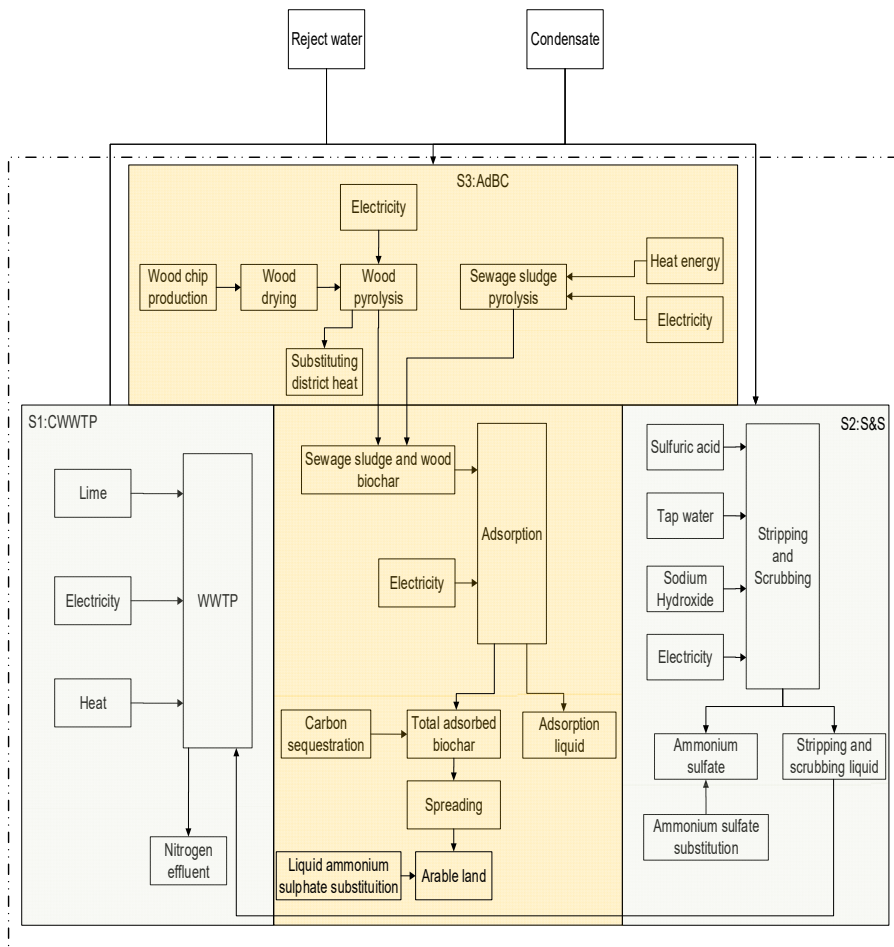 Reject water
Condensate
S3:AdBC
Electricity
Wood chip
production
Wood
drying
Wood
pyrolysis
Sewage sludge
pyrolysis
Heat energy
Electricity
Substituting
district heat
S1:CWWTP
S2:S&S
Lime
Electricity
Heat
WWTP
Nitrogen
effluent
Sewage sludge and wood
biochar
Electricity
Adsorption
Carbon
sequestration
Total adsorbed
biochar
Adsorption
liquid
Spreading
Liquid ammonium
sulphate substituition
Arable land
Sulfuric acid
Tap water
Sodium
Hydroxide
Electricity
Stripping
and
Scrubbing
Ammonium
sulfate
Stripping and
scrubbing liquid
Ammonium sulfate
substitution